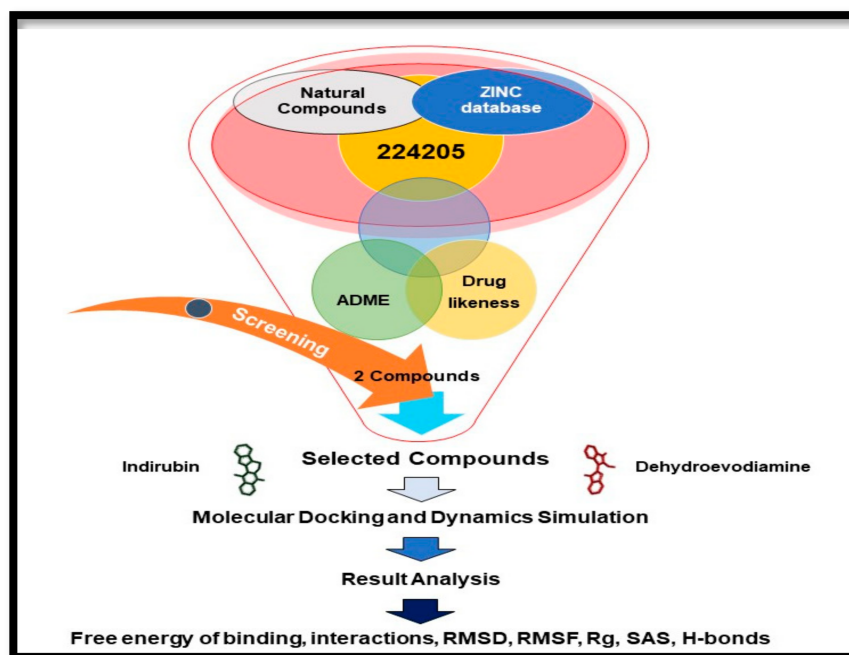 Natural
Compounds
ZINC
database
224205
ADME
Drug
likeness
Screening
2 Compounds
Indirubin
Selected Compounds
Dehydroevodiamine
Molecular Docking and Dynamics Simulation
Result Analysis
Free energy of binding, interactions, RMSD, RMSF, Rg, SAS, H-bonds